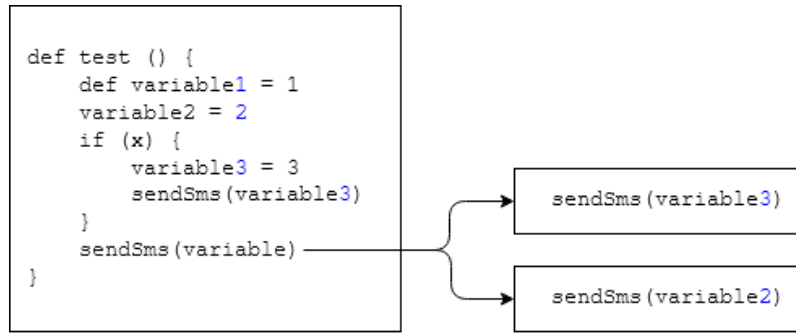 def test () {
    def variable1 = 1
    variable2 = 2
    if (x) {
        variable3 = 3
        sendSms(variable3)
    }
    sendSms(variable)
}
sendSms(variable3)
sendSms(variable2)